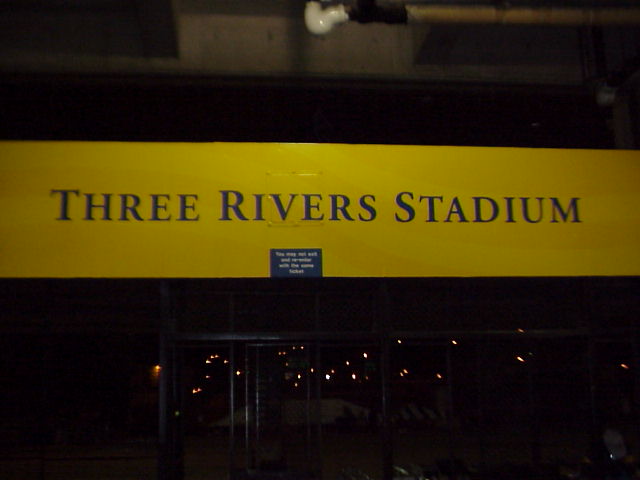 THREE RIVERS STADIUM
You may not exit
and re-enter
with the same
ticket